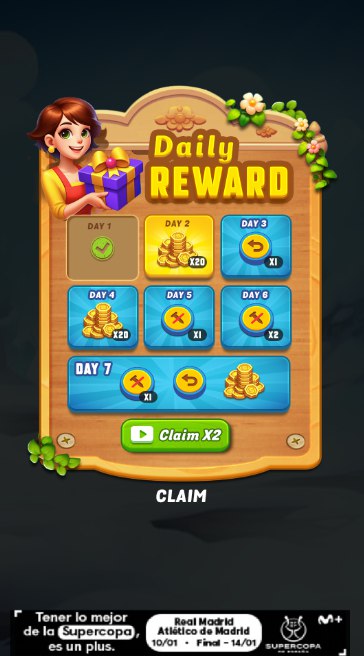 Daily
REWARD
DAY 1
DAY 2
DAY 3
X20
X1
DAY 4
DAY 5
DAY 6
X20
X1
X2
DAY 7
X1
Claim X2
CLAIM
Tener lo mejor
de la Supercopa,
es un plus.
Real Madrid
Atlético de Madrid
10/01 • Final - 14/01
SUPERCOPA
DE ESPAÑA
M+